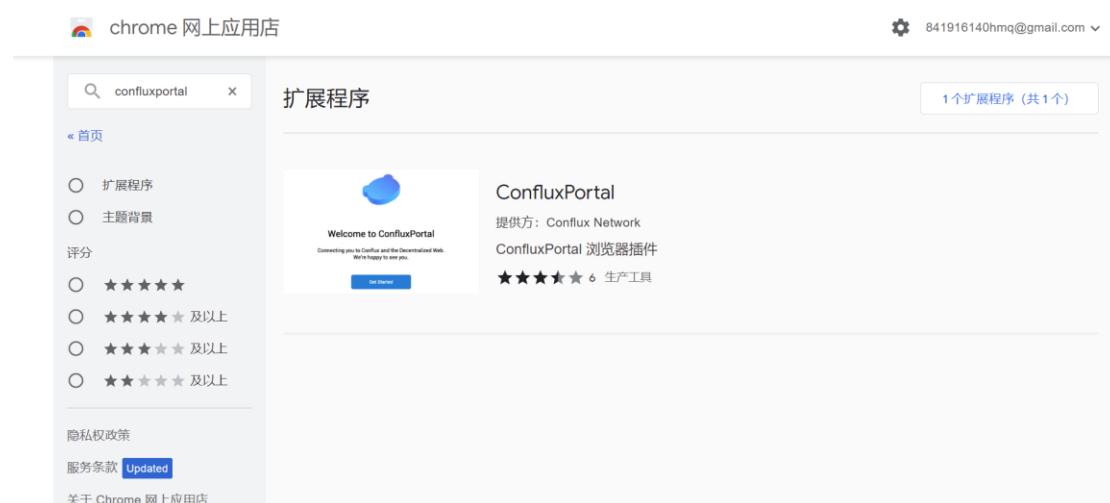 chrome 网上应用店
841916140hmq@gmail.com
confluxportal
« 首页
扩展程序
主题背景
评分
及以上
及以上
及以上
隐私权政策
服务条款 Updated
关于 Chrome 网上应用店
扩展程序
1 个扩展程序（共 1 个）
Welcome to ConfluxPortal
Connecting you to Conflux and the Decentralized Web.
We're happy to see you.
Get Started
ConfluxPortal
提供方：Conflux Network
ConfluxPortal 浏览器插件
6 生产工具